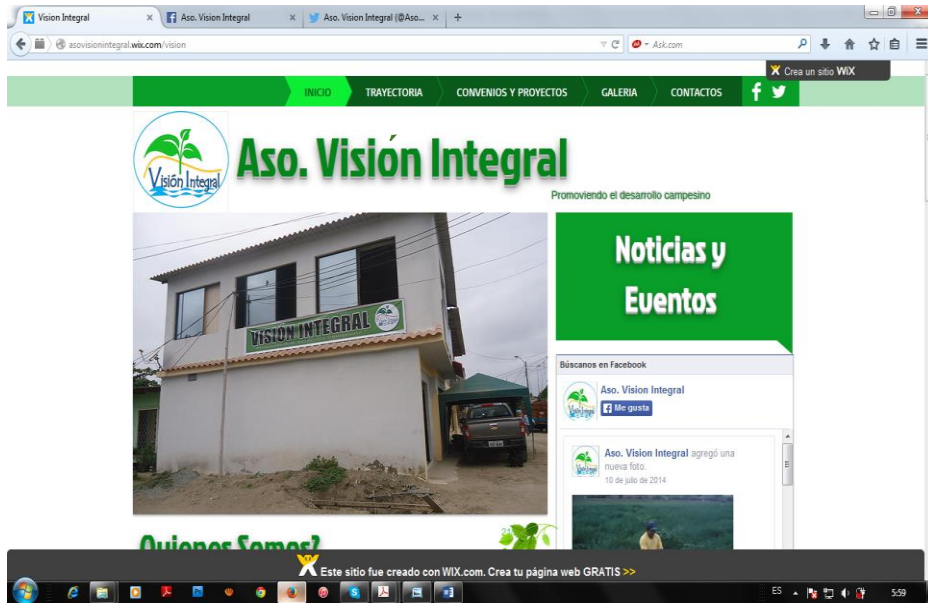 Vision Integral
Aso. Vision Integral
Aso. Vision Integral (@Aso...
asovisionintegral.wix.com/vision
Ask.com
Crea un sitio WiX
INICIO
TRAYECTORIA
CONVENIOS Y PROYECTOS
GALERIA
CONTACTOS
Visión Integral
Aso. Visión Integral
Promoviendo el desarrollo campesino
VISIÓN INTEGRAL
Noticias y
Eventos
Búscanos en Facebook
Aso. Vision Integral
Me gusta
Aso. Vision Integral agregó una
nueva foto.
10 de julio de 2014
Quienes Somos?
Este sitio fue creado con WIX.com. Crea tu página web GRATIS >>
ES
5:59